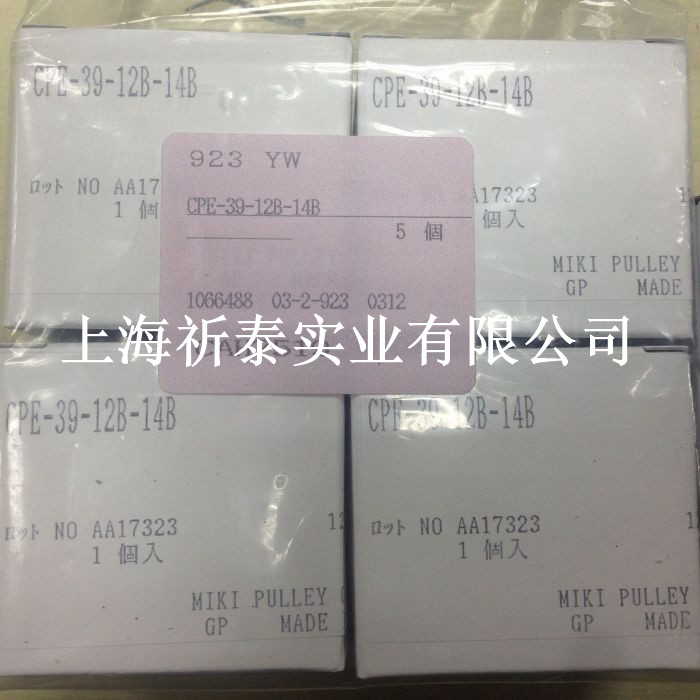 CPE-39-12B-14B
CPE-39-12B-14B
923 YW
CPE-39-12B-14B
5 個
1066488 03-2-923 0312
ロット NO AA17
1 個入
AA17323
個入
MIKI PULLEY
GP MADE
上海祈泰实业有限公司
CPE-39-12B-14B
ロット NO AA17323
1 個入
MIKI PULLEY
GP MADE
CPE-39-12B-14B
ロット NO AA17323
1 個入
MIKI PULLEY
GP MADE